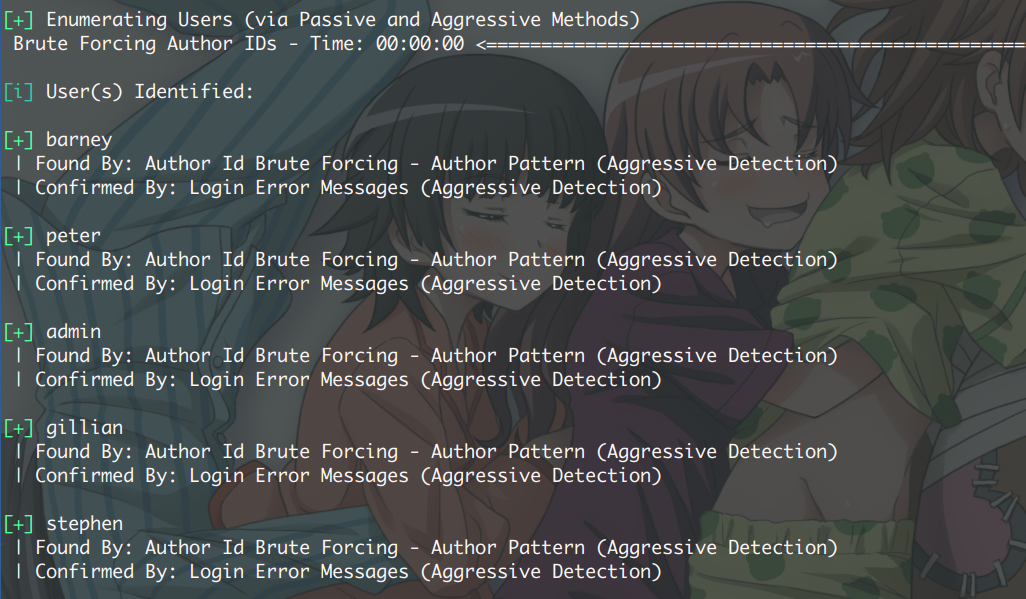 [+] Enumerating Users (via Passive and Aggressive Methods)
Brute Forcing Author IDs - Time: 00:00:00 <==================================================
[i] User(s) Identified:
[+] barney
| Found By: Author Id Brute Forcing - Author Pattern (Aggressive Detection)
| Confirmed By: Login Error Messages (Aggressive Detection)
[+] peter
| Found By: Author Id Brute Forcing - Author Pattern (Aggressive Detection)
| Confirmed By: Login Error Messages (Aggressive Detection)
[+] admin
| Found By: Author Id Brute Forcing - Author Pattern (Aggressive Detection)
| Confirmed By: Login Error Messages (Aggressive Detection)
[+] gillian
| Found By: Author Id Brute Forcing - Author Pattern (Aggressive Detection)
| Confirmed By: Login Error Messages (Aggressive Detection)
[+] stephen
| Found By: Author Id Brute Forcing - Author Pattern (Aggressive Detection)
| Confirmed By: Login Error Messages (Aggressive Detection)